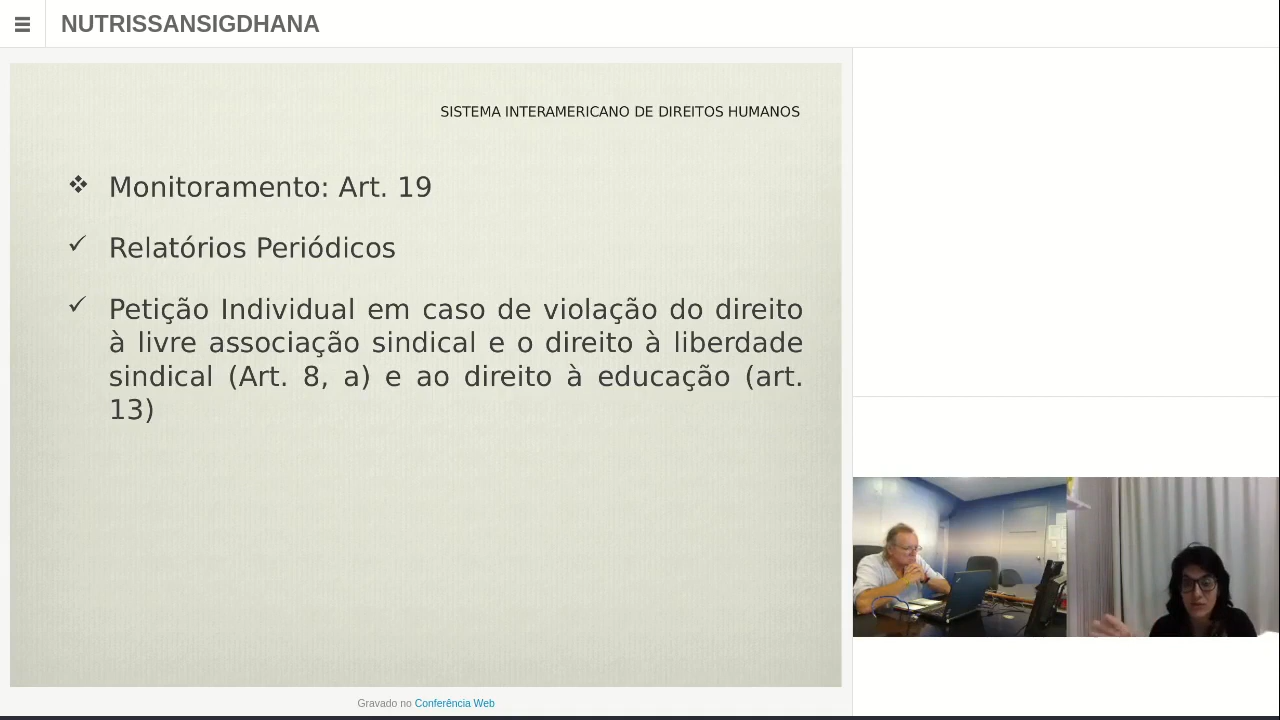 NUTRISSANSIGDHANA
SISTEMA INTERAMERICANO DE DIREITOS HUMANOS
❖ Monitoramento: Art. 19
✓ Relatórios Periódicos
✓ Petição Individual em caso de violação do direito
à livre associação sindical e o direito à liberdade
sindical (Art. 8, a) e ao direito à educação (art.
13)
Gravado no Conferência Web